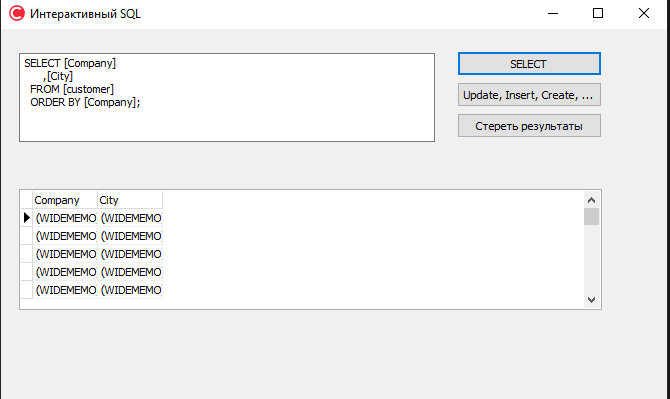 Интерактивный SQL
SELECT [Company]
,[City]
FROM [customer]
ORDER BY [Company];
SELECT
Update, Insert, Create, ...
Стереть результаты
Company City
(WIDEMEMO (WIDEMEMO
(WIDEMEMO (WIDEMEMO
(WIDEMEMO (WIDEMEMO
(WIDEMEMO (WIDEMEMO
(WIDEMEMO (WIDEMEMO